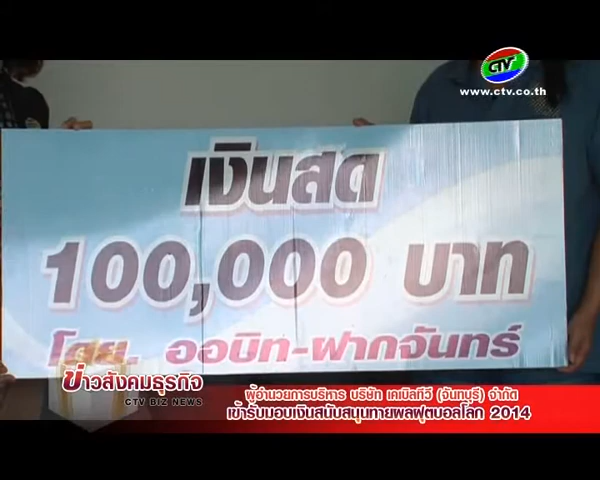 CTV
www.ctv.co.th
เงินสด
100,000 บาท
โดย. ออบิท-ฝากจันทร์
ข่าวสังคมธุรกิจ
CTV BIZ NEWS
ผู้อำนวยการบริหาร บริษัท เคเบิลทีวี (จันทบุรี) จำกัด
เข้ารับมอบเงินสนับสนุนทายผลฟุตบอลโลก 2014